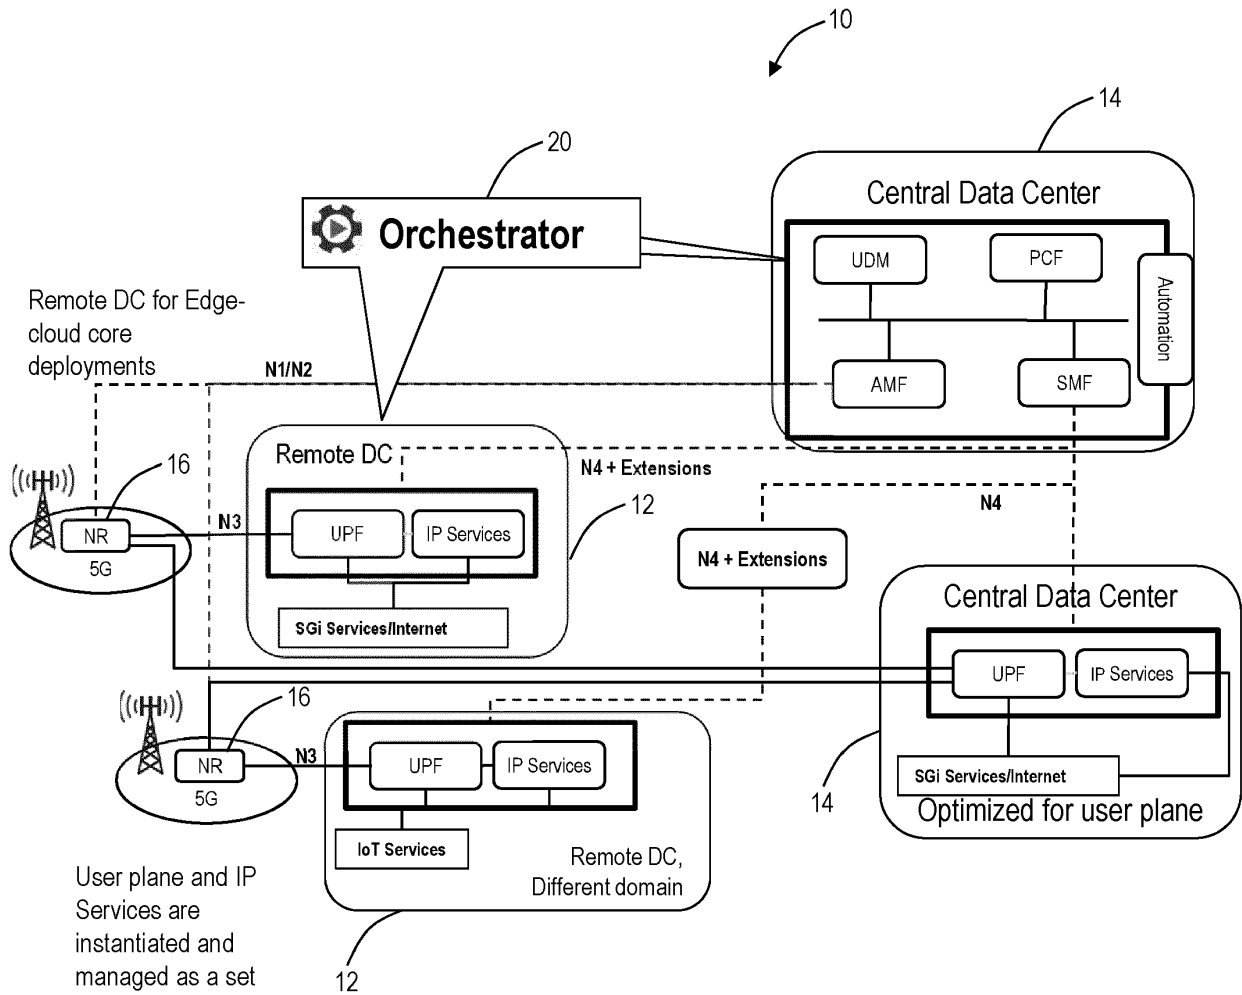 10
14
20
Central Data Center
Orchestrator
UDM
PCF
Automation
Remote DC for Edge-
cloud core
deployments
N1/N2
AMF
SMF
Remote DC
N4 + Extensions
16
N4
12
NR
N3
UPF
IP Services
N4 + Extensions
5G
Central Data Center
SGi Services/Internet
UPF
IP Services
16
NR
N3
UPF
IP Services
5G
SGi Services/Internet
14
Optimized for user plane
IoT Services
Remote DC,
Different domain
User plane and IP
Services are
instantiated and
managed as a set
12